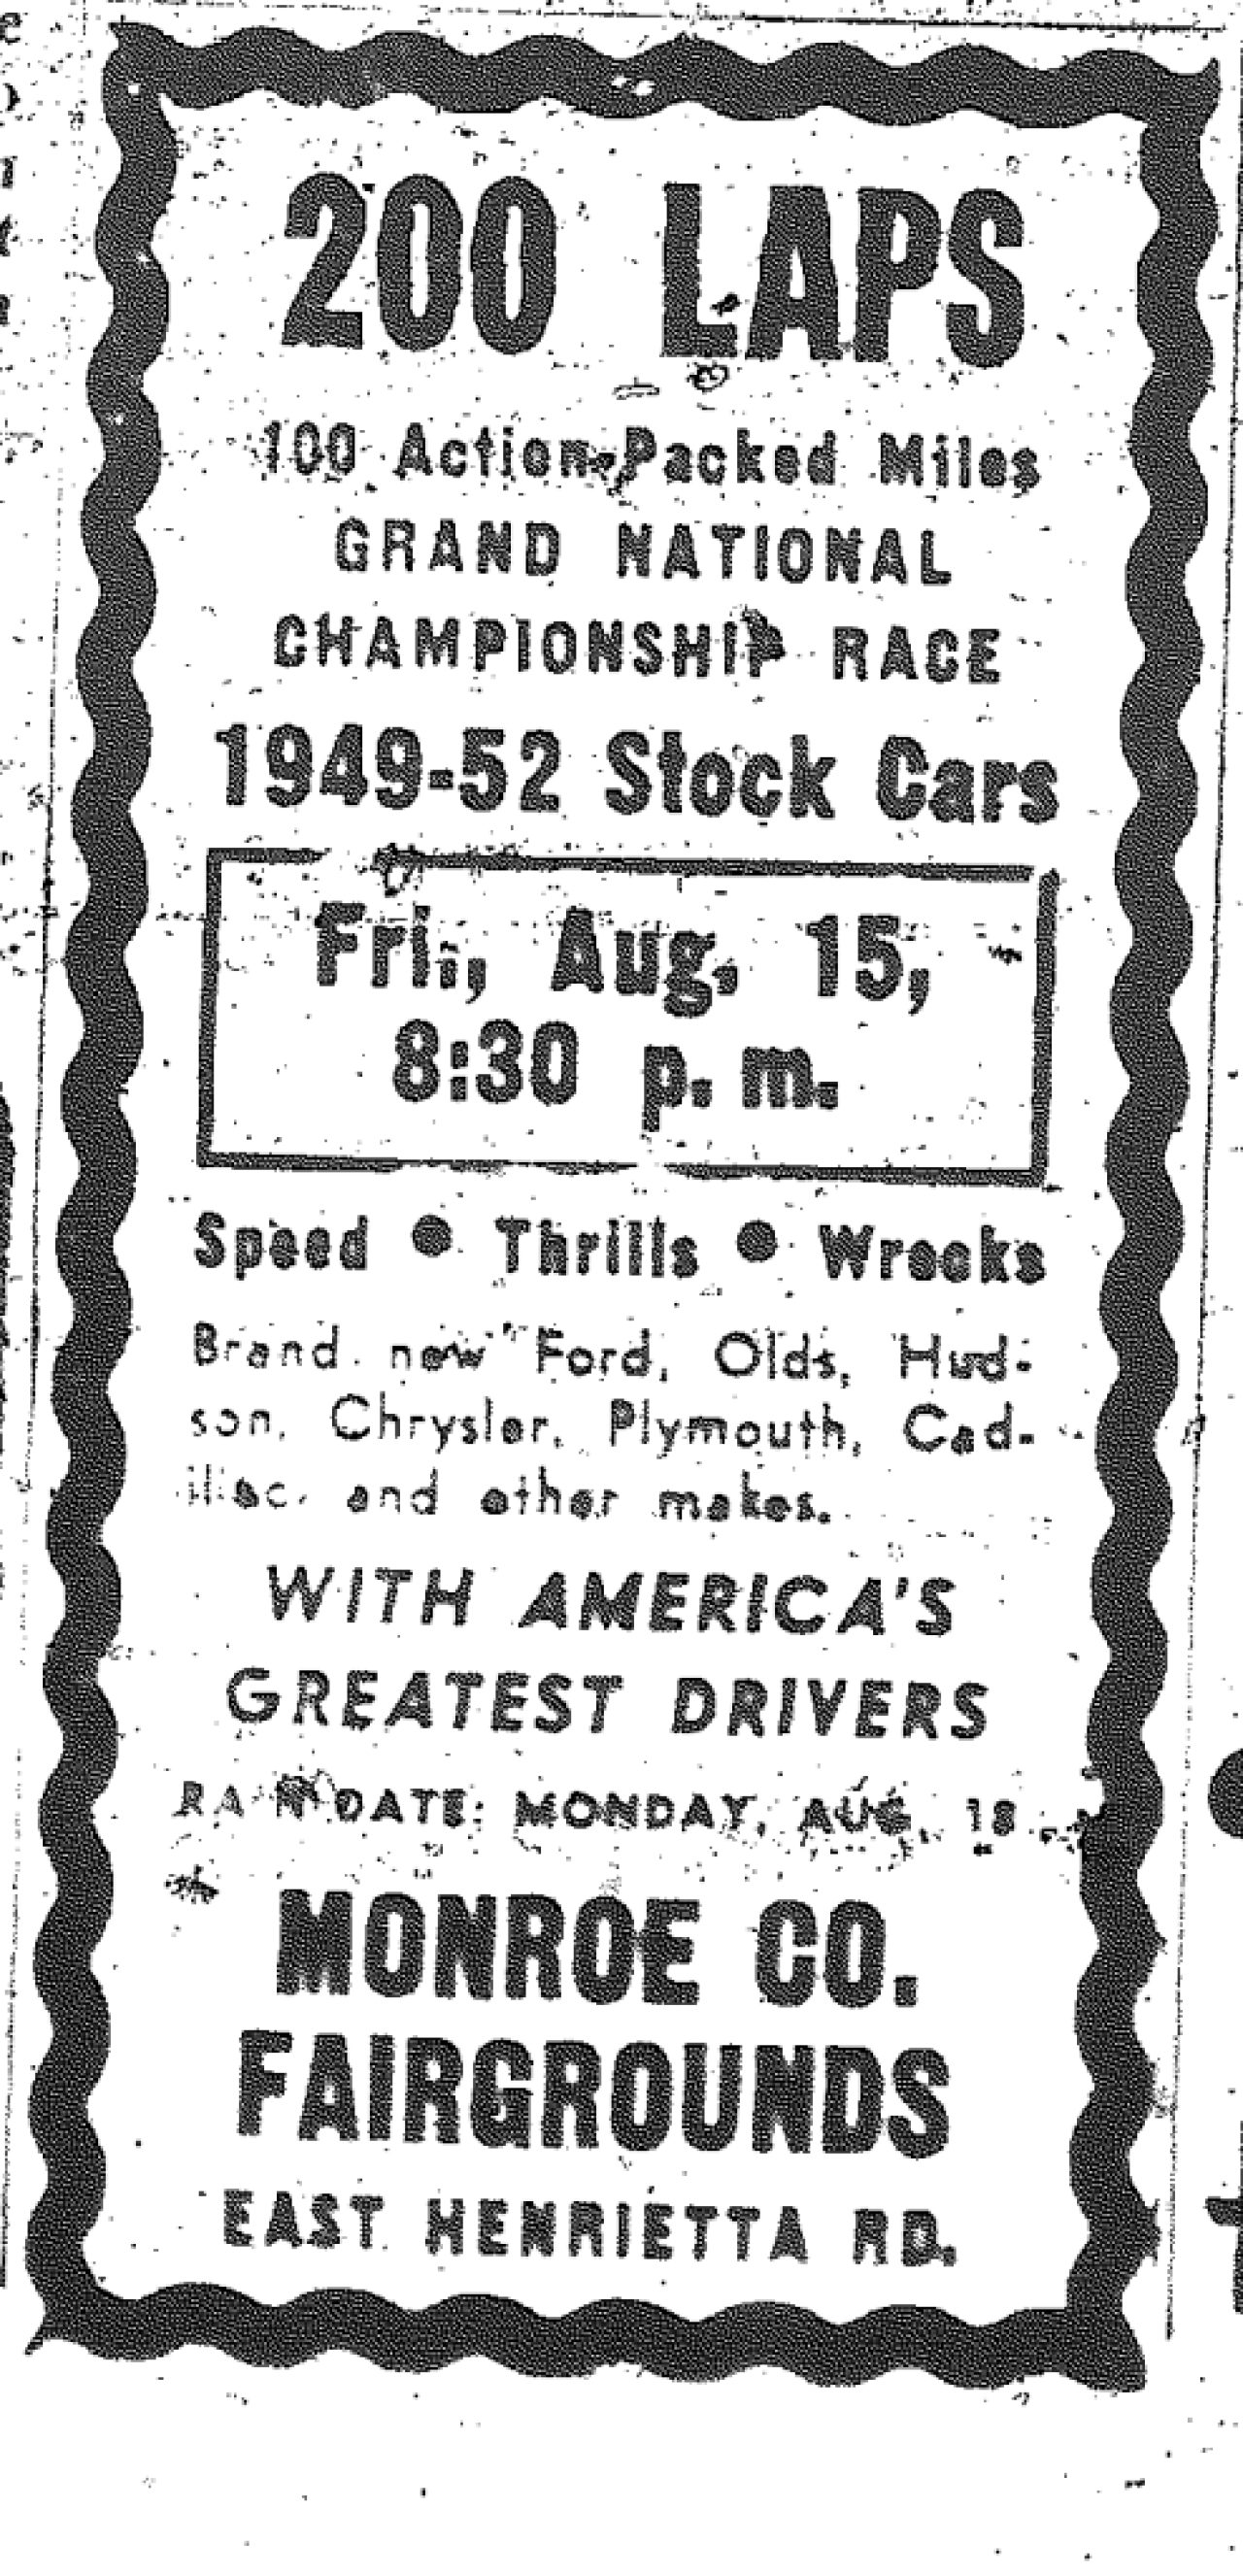 200 LAPS
100 Action-Packed Miles
GRAND NATIONAL
CHAMPIONSHIP RACE
1949-52 Stock Cars
Fri., Aug. 15,
8:30 p. m.
Speed • Thrills • Wrecks
Brand new Ford, Olds, Hud-
son, Chrysler, Plymouth, Cad-
illac, and other makes.
WITH AMERICA'S
GREATEST DRIVERS
RAIN DATE: MONDAY, AUG. 18
MONROE CO.
FAIRGROUNDS
EAST HENRIETTA RD.